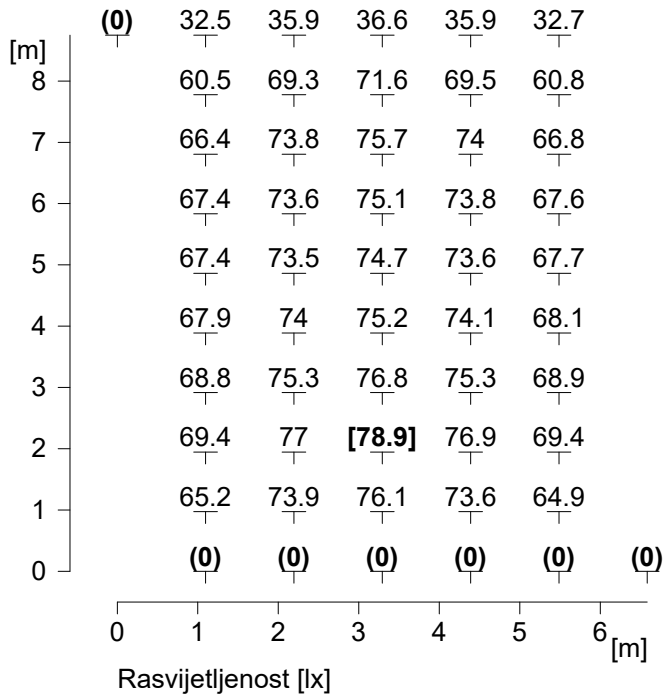 (0) 32.5 35.9 36.6 35.9 32.7
[m]
8 60.5 69.3 71.6 69.5 60.8
7 66.4 73.8 75.7 74 66.8
6 67.4 73.6 75.1 73.8 67.6
5 67.4 73.5 74.7 73.6 67.7
4 67.9 74 75.2 74.1 68.1
3 68.8 75.3 76.8 75.3 68.9
2 69.4 77 [78.9] 76.9 69.4
1 65.2 73.9 76.1 73.6 64.9
0 (0) (0) (0) (0) (0) (0)
0 1 2 3 4 5 6 [m]
Rasvijetljenost [lx]